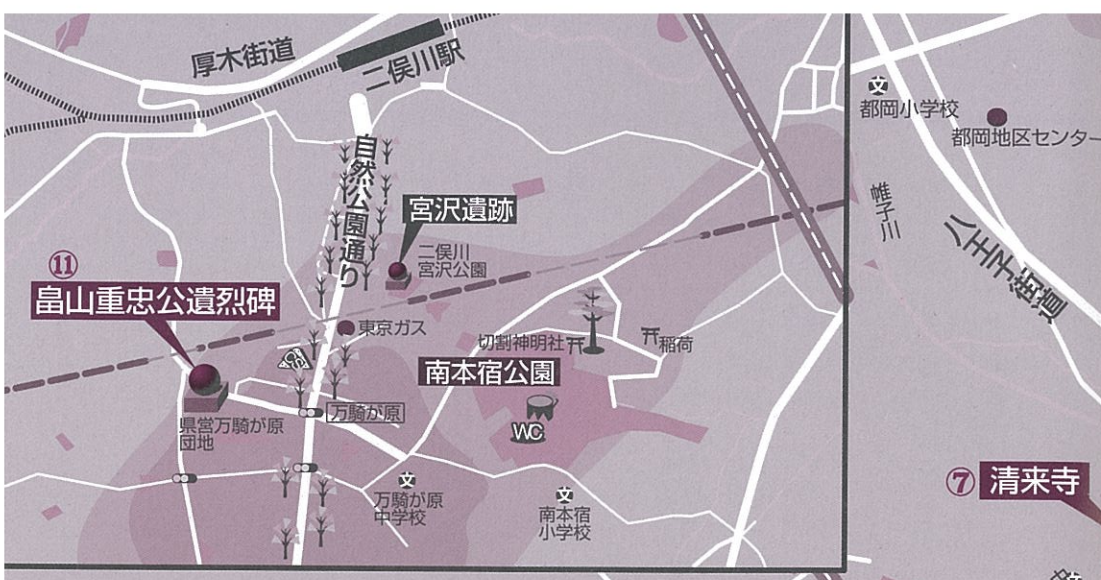 厚木街道
二俣川駅
都岡小学校
都岡地区センター
自然公園通り
宮沢遺跡
帷子川
八王子街道
二俣川
宮沢公園
⑪
畠山重忠公遺烈碑
東京ガス
切割神明社
稲荷
南本宿公園
万騎が原
WC
県営万騎が原
団地
⑦ 清来寺
万騎が原
中学校
南本宿
小学校
文
文
文